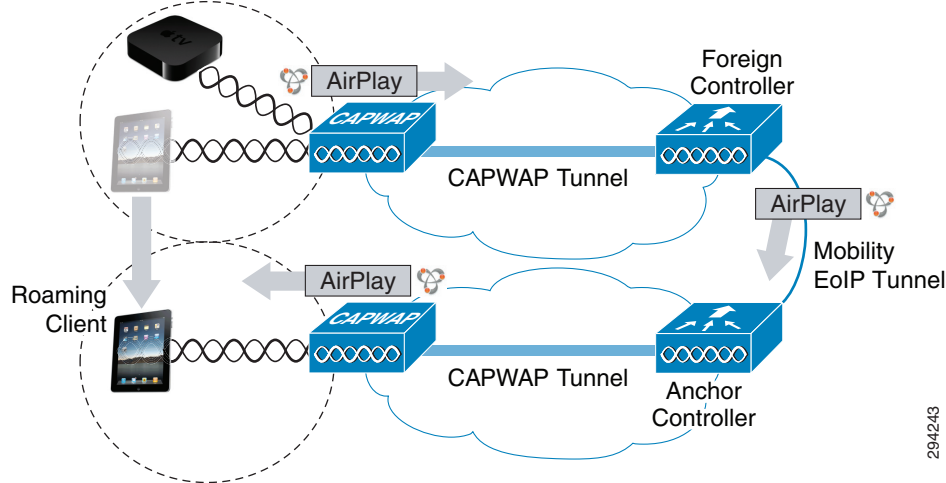 tv
AirPlay
Foreign
Controller
CAPWAP
CAPWAP Tunnel
AirPlay
Mobility
EoIP Tunnel
Roaming
Client
AirPlay
CAPWAP
CAPWAP Tunnel
Anchor
Controller
294243